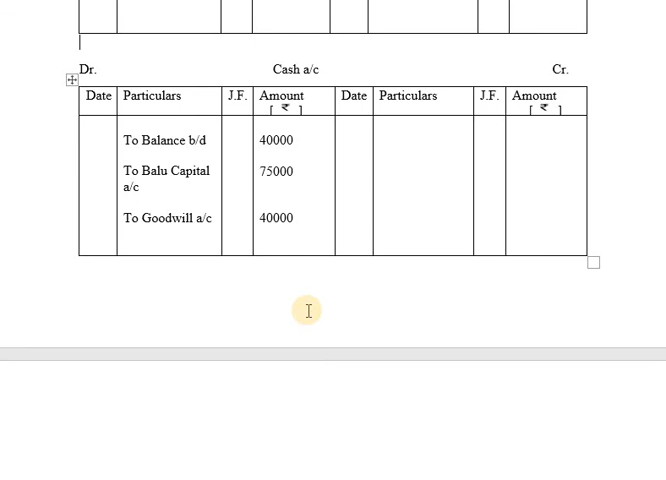 Dr. Cash a/c Cr.
Date Particulars J.F. Amount Date Particulars J.F. Amount
[ ₹ ] [ ₹ ]
To Balance b/d 40000
To Balu Capital 75000
a/c
To Goodwill a/c 40000